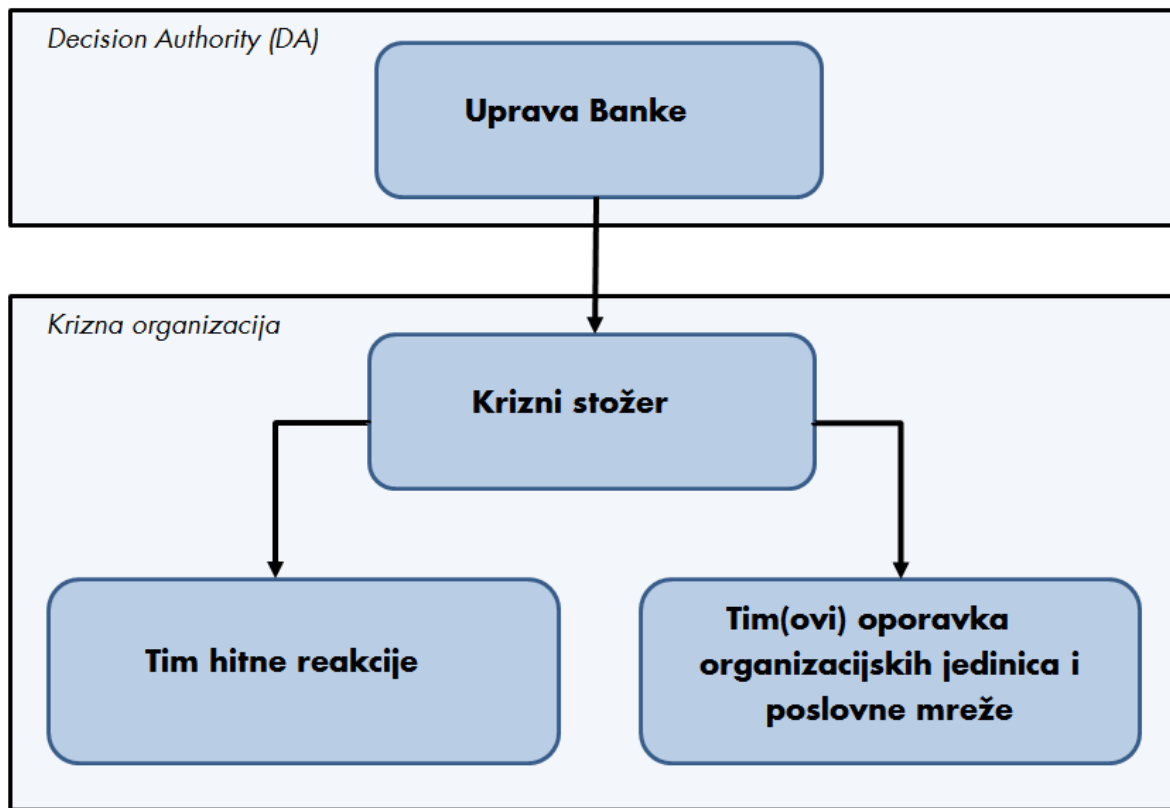 Decision Authority (DA)
Uprava Banke
Krizna organizacija
Krizni stožer
Tim hitne reakcije
Tim(ovi) oporavka
organizacijskih jedinica i
poslovne mreže